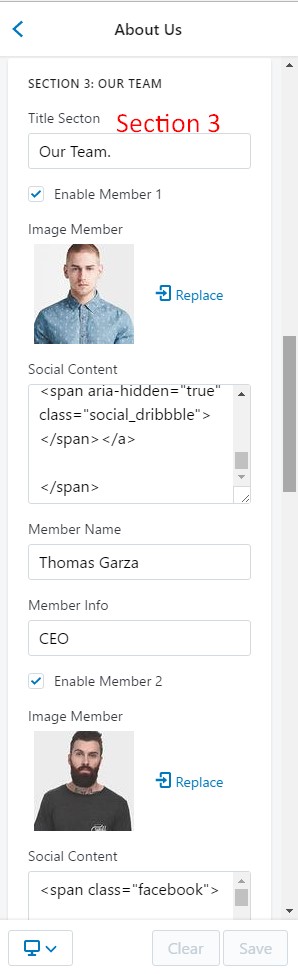 About Us
SECTION 3: OUR TEAM
Title Secton
Section 3
Our Team.
Enable Member 1
Image Member
Replace
Social Content
<span aria-hidden="true"
class="social_dribbble">
</span></a>
</span>
Member Name
Thomas Garza
Member Info
CEO
Enable Member 2
Image Member
Replace
Social Content
<span class="facebook">
Clear
Save